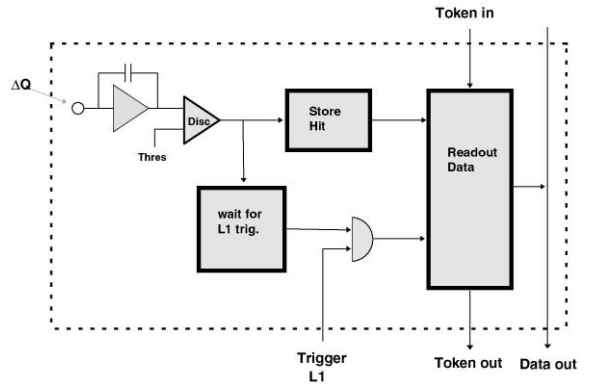 Token in
ΔQ
Disc
Thres
Store
Hit
Readout
Data
wait for
L1 trig.
Trigger
L1
Token out
Data out